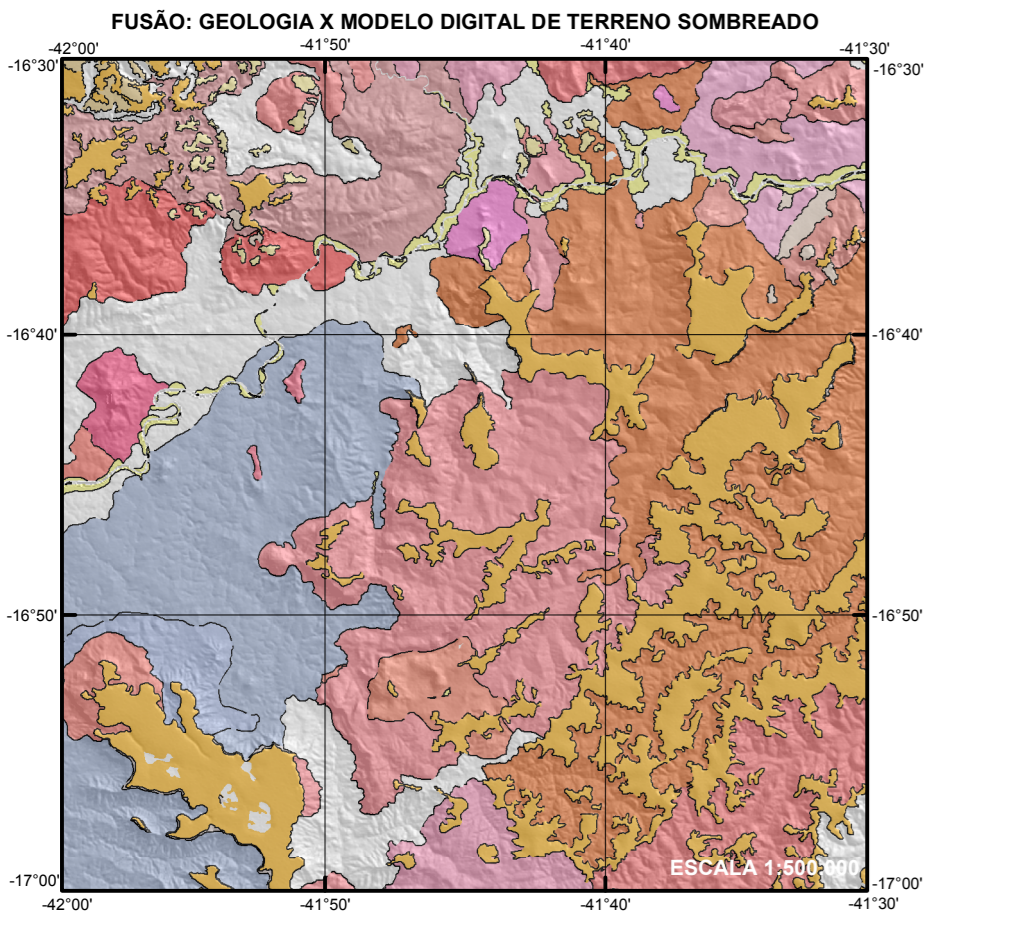 FUSÃO: GEOLOGIA X MODELO DIGITAL DE TERRENO SOMBREADO
-42°00' -41°50' -41°40' -41°30'
-16°30' -16°30'
-16°40' -16°40'
-16°50' -16°50'
ESCALA 1:500.000
-17°00' -17°00'
-42°00' -41°50' -41°40' -41°30'